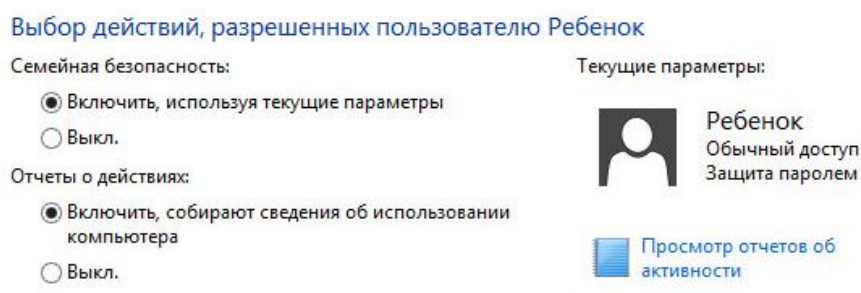 Выбор действий, разрешенных пользователю Ребенок
Семейная безопасность:
Включить, используя текущие параметры
Выкл.
Отчеты о действиях:
Включить, собирают сведения об использовании
компьютера
Выкл.
Текущие параметры:
Ребенок
Обычный доступ
Защита паролем
Просмотр отчетов об
активности